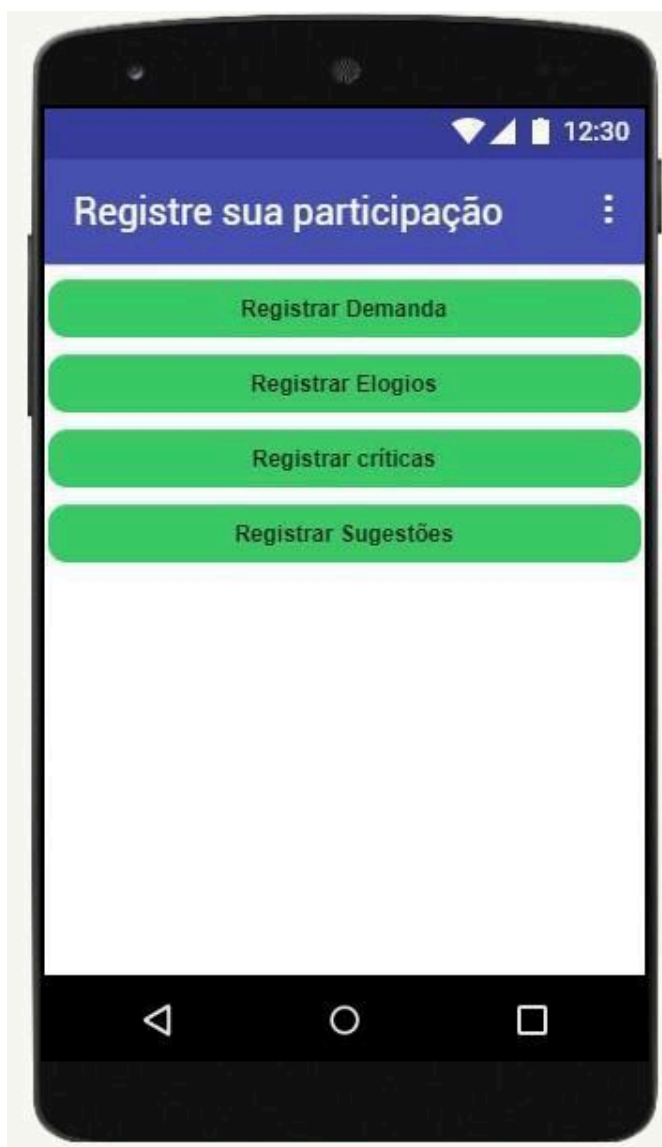 12:30
Registre sua participação
Registrar Demanda
Registrar Elogios
Registrar críticas
Registrar Sugestões